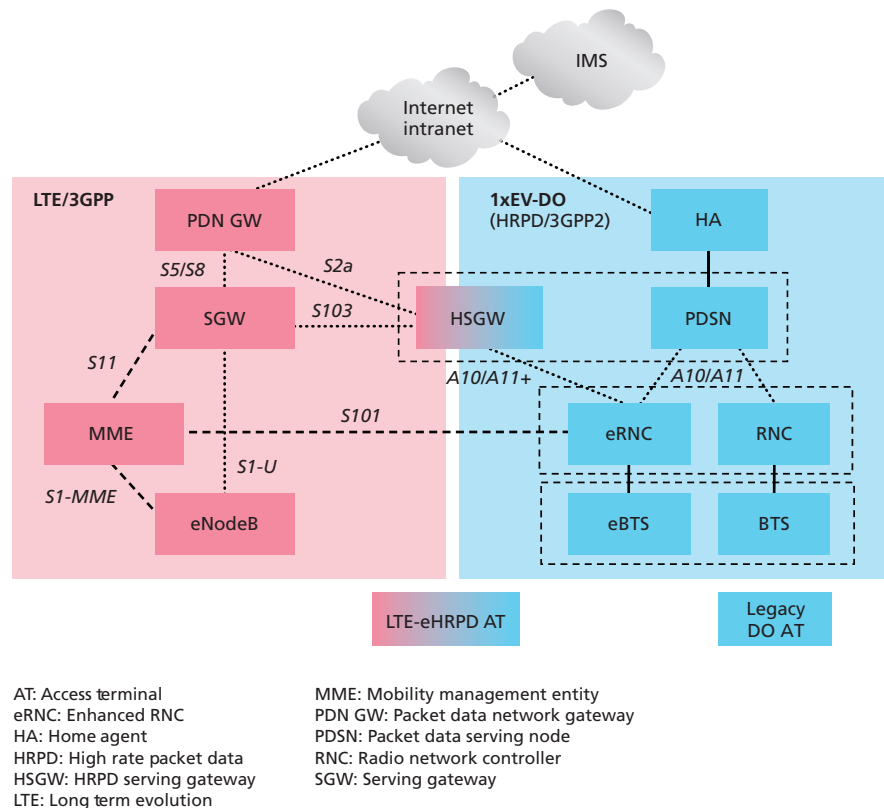 IMS
Internet
intranet
LTE/3GPP
1xEV-DO
(HRPD/3GPP2)
PDN GW
HA
S5/S8
S2a
SGW
S103
HSGW
PDSN
S11
A10/A11+
A10/A11
MME
S101
eRNC
RNC
S1-U
S1-MME
eNodeB
eBTS
BTS
LTE-eHRPD AT
Legacy
DO AT
AT: Access terminal
eRNC: Enhanced RNC
HA: Home agent
HRPD: High rate packet data
HSGW: HRPD serving gateway
LTE: Long term evolution
MME: Mobility management entity
PDN GW: Packet data network gateway
PDSN: Packet data serving node
RNC: Radio network controller
SGW: Serving gateway